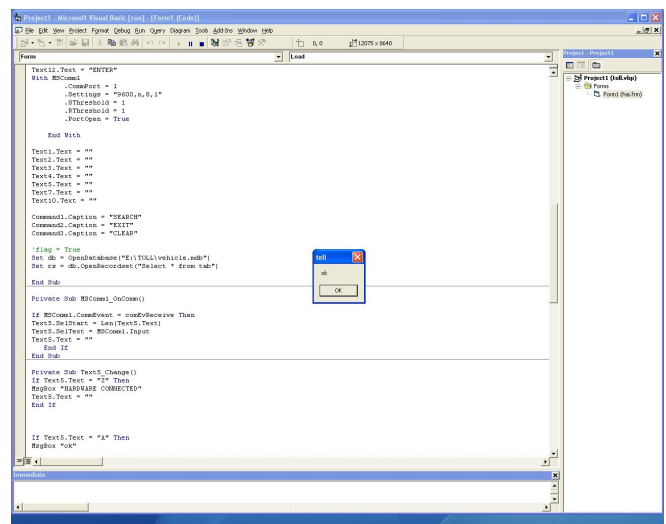 Project1 - Microsoft Visual Basic [run] - [Form1 (Code)]
File Edit View Project Format Debug Run Query Diagram Tools Add-Ins Window Help
0, 0 12075 x 8640
Form Load
Project - Project1
Text12.Text = "ENTER"
With MSComm1
.CommPort = 1
.Settings = "9600,n,8,1"
.SThreshold = 1
.RThreshold = 1
.PortOpen = True
End With
Text1.Text = ""
Text2.Text = ""
Text3.Text = ""
Text4.Text = ""
Text5.Text = ""
Text7.Text = ""
Text10.Text = ""
Command1.Caption = "SEARCH"
Command2.Caption = "EXIT"
Command3.Caption = "CLEAR"
'flag = True
Set db = OpenDatabase("E:\TOLL\vehicle.mdb")
Set rs = db.OpenRecordset("Select * from tab")
End Sub
Private Sub MSComm1_OnComm()
If MSComm1.CommEvent = comEvReceive Then
Text5.SelStart = Len(Text5.Text)
Text5.SelText = MSComm1.Input
Text5.Text = ""
End If
End Sub
Private Sub Text5_Change()
If Text5.Text = "Z" Then
MsgBox "HARDWARE CONNECTED"
Text5.Text = ""
End If
If Text5.Text = "A" Then
MsgBox "ok"
toll
ok
OK
Project1 (toll.vbp)
Forms
Form1 (hai.frm)
Immediate